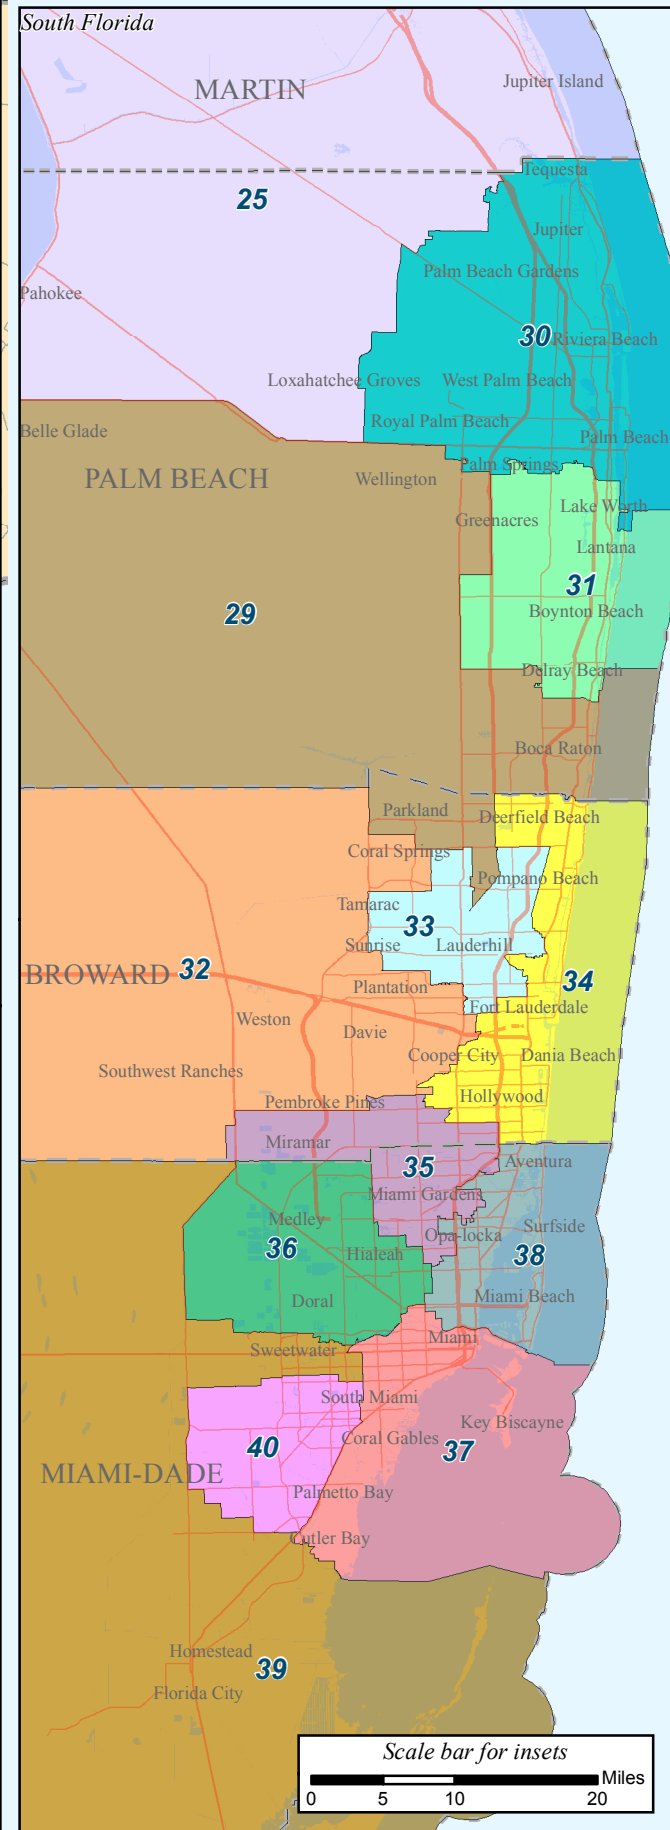 South Florida
Jupiter Island
MARTIN
Tequesta
25
Jupiter
Palm Beach Gardens
Pahokee
30
Riviera Beach
Loxahatchee Groves
West Palm Beach
Royal Palm Beach
Belle Glade
Palm Beach
Palm Springs
PALM BEACH
Wellington
Lake Worth
Greenacres
Lantana
31
29
Boynton Beach
Delray Beach
Boca Raton
Parkland
Deerfield Beach
Coral Springs
Pompano Beach
Tamarac
33
Sunrise
Lauderhill
BROWARD
32
34
Plantation
Fort Lauderdale
Weston
Davie
Cooper City
Dania Beach
Southwest Ranches
Hollywood
Pembroke Pines
Miramar
35
Aventura
Miami Gardens
Medley
Surfside
Opa-locka
36
Hialeah
38
Doral
Miami Beach
Miami
Sweetwater
South Miami
Key Biscayne
Coral Gables
40
37
MIAMI-DADE
Palmetto Bay
Cutler Bay
Homestead
39
Florida City
Scale bar for insets
Miles
0 5 10 20